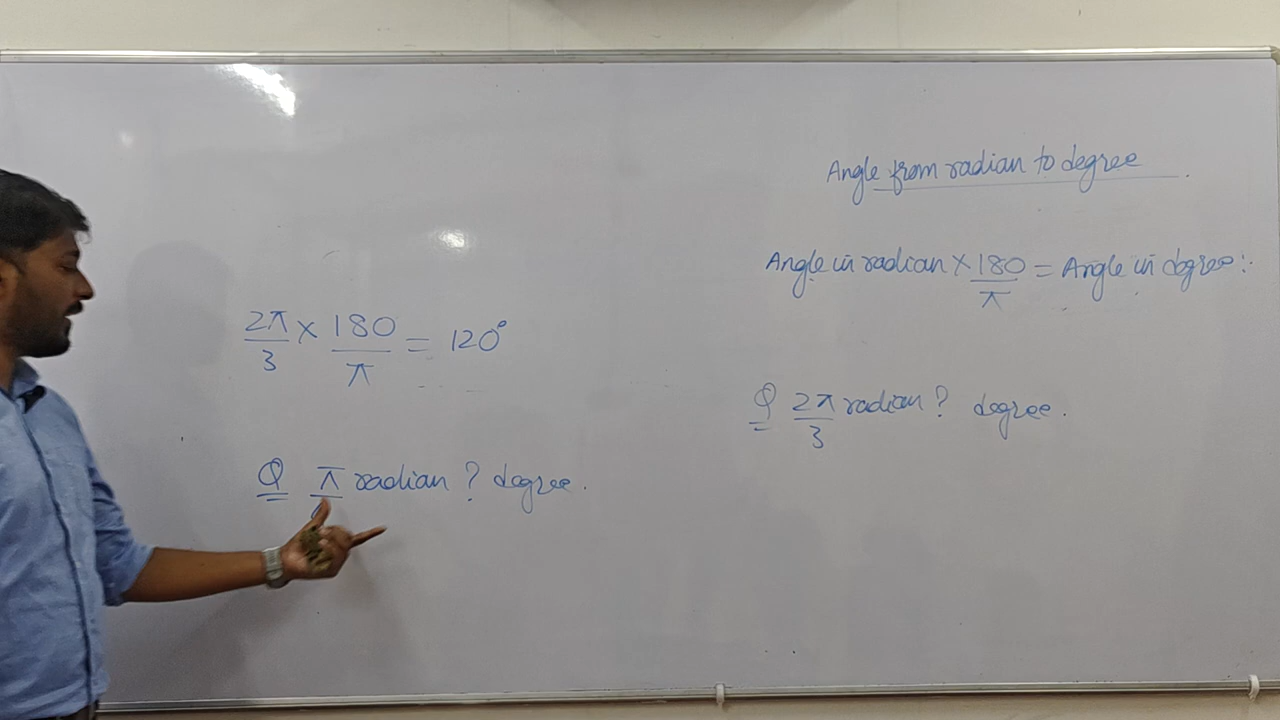 Angle from radian to degree.
Angle in radian × 180/π = Angle in degree:.
Q 2π/3 radian ? degree.
2π/3 × 180/π = 120°
Q π radian ? degree.